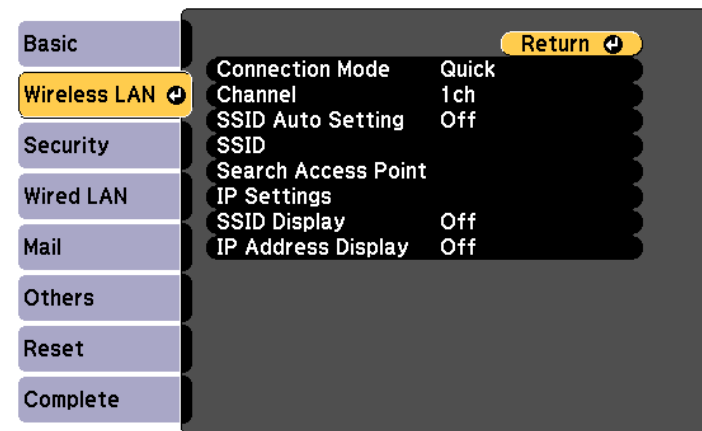 Basic
Wireless LAN
Security
Wired LAN
Mail
Others
Reset
Complete
Return
Connection Mode Quick
Channel 1ch
SSID Auto Setting Off
SSID
Search Access Point
IP Settings
SSID Display Off
IP Address Display Off